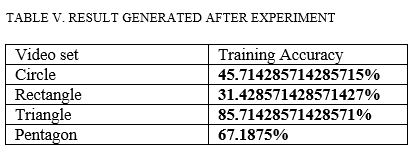 TABLE V. RESULT GENERATED AFTER EXPERIMENT
Video set Training Accuracy
Circle 45.714285714285715%
Rectangle 31.428571428571427%
Triangle 85.71428571428571%
Pentagon 67.1875%